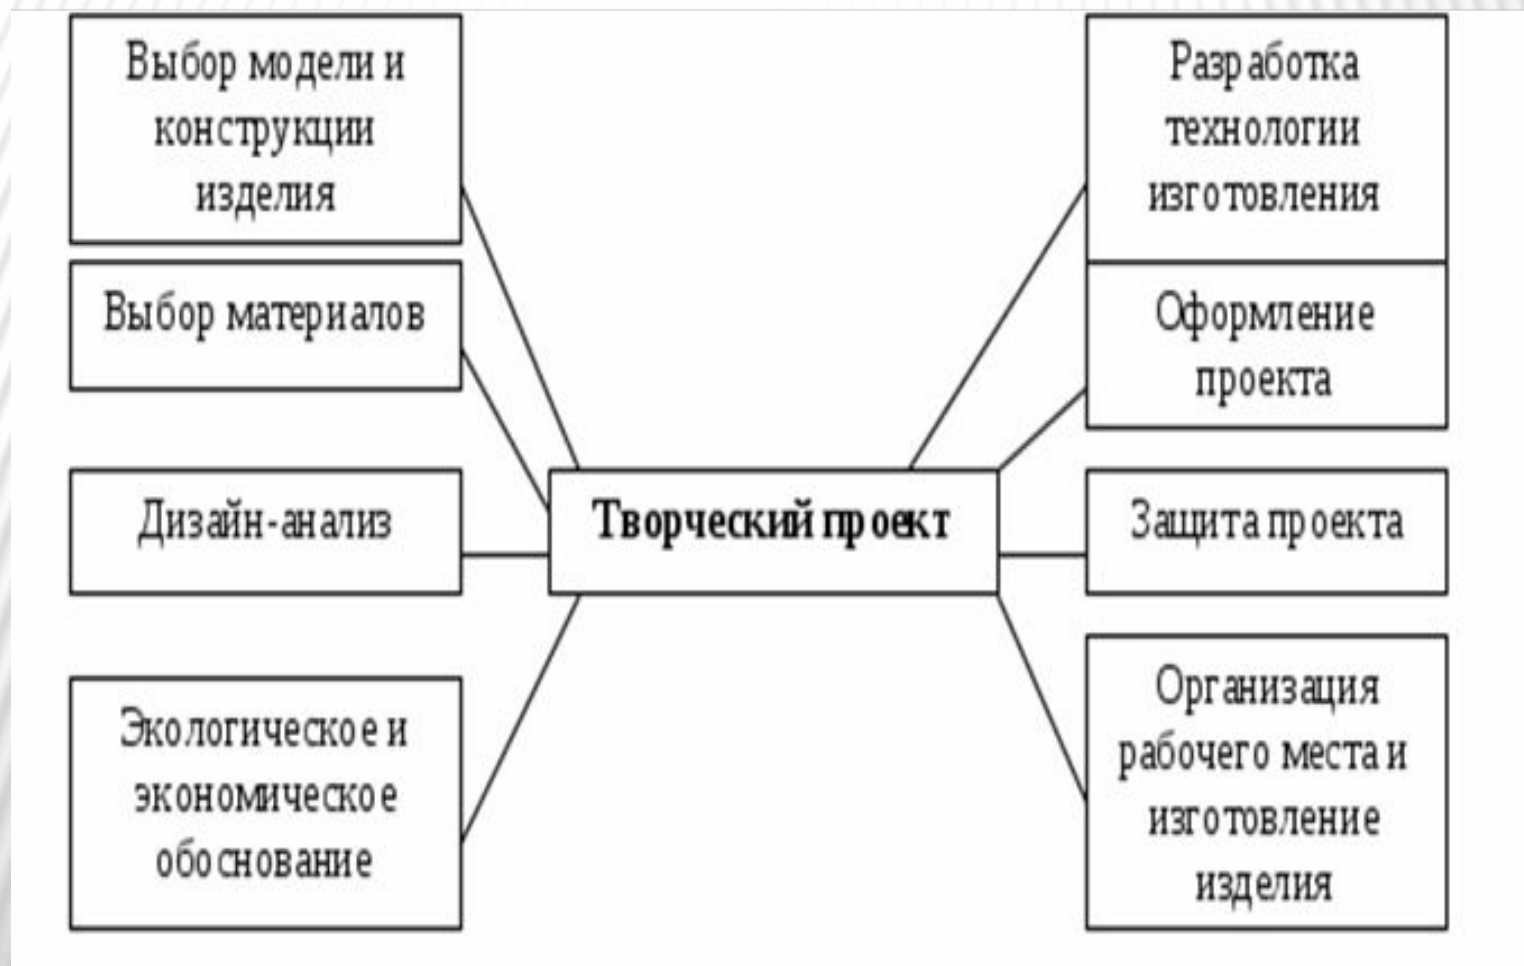 Выбор модели и
конструкции
изделия
Выбор материалов
Дизайн-анализ
Экологическое и
экономическое
обоснование
Творческий проект
Разработка
технологии
изготовления
Оформление
проекта
Защита проекта
Организация
рабочего места и
изготовление
изделия